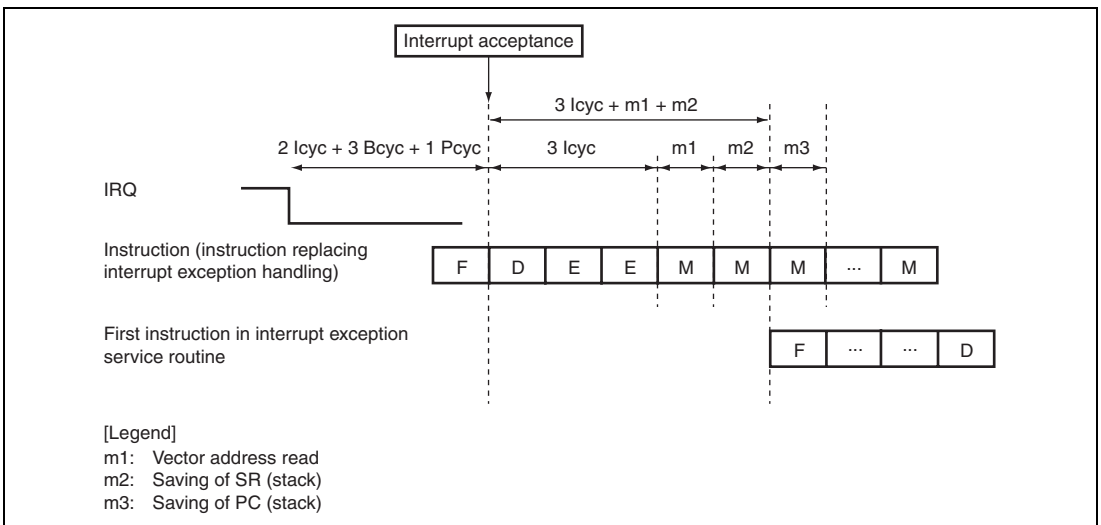 Interrupt acceptance
3 Icyc + m1 + m2
2 Icyc + 3 Bcyc + 1 Pcyc
3 Icyc
m1
m2
m3
IRQ
Instruction (instruction replacing
interrupt exception handling)
F D E E M M M ... M
First instruction in interrupt exception
service routine
F ... ... D
[Legend]
m1: Vector address read
m2: Saving of SR (stack)
m3: Saving of PC (stack)